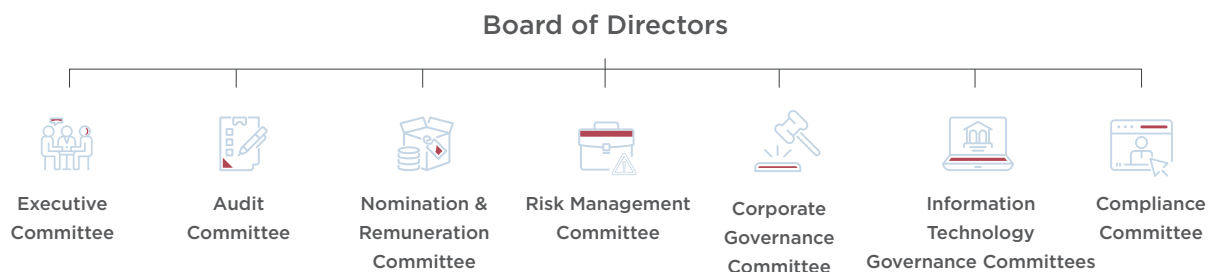 Board of Directors
Executive
Committee
Audit
Committee
Nomination &
Remuneration
Committee
Risk Management
Committee
Corporate
Governance
Committee
Information
Technology
Governance Committees
Compliance
Committee